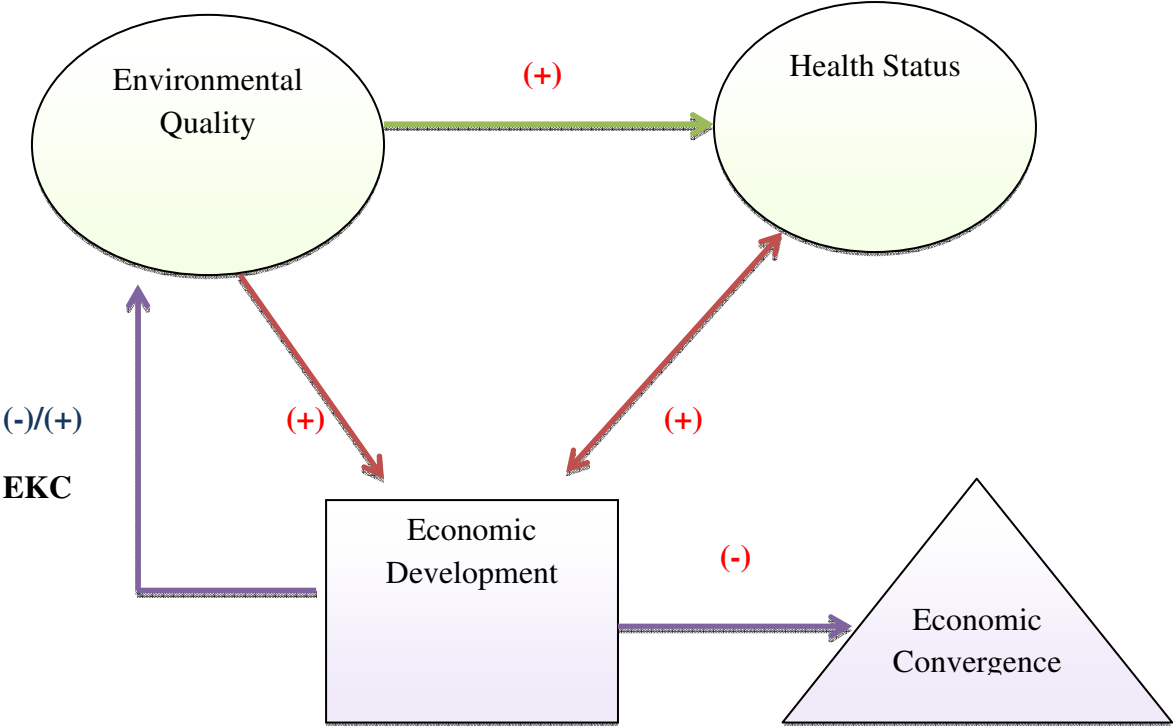 Environmental
Quality
(+)
Health Status
(-)/(+)
EKC
(+)
(+)
Economic
Development
(-)
Economic
Convergence